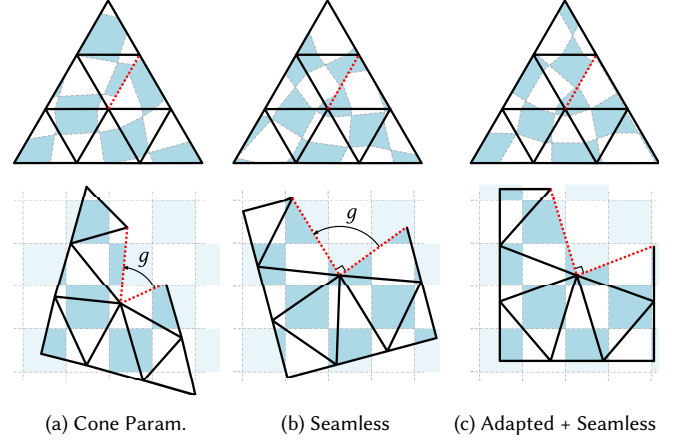 g
g
(a) Cone Param.
(b) Seamless
(c) Adapted + Seamless